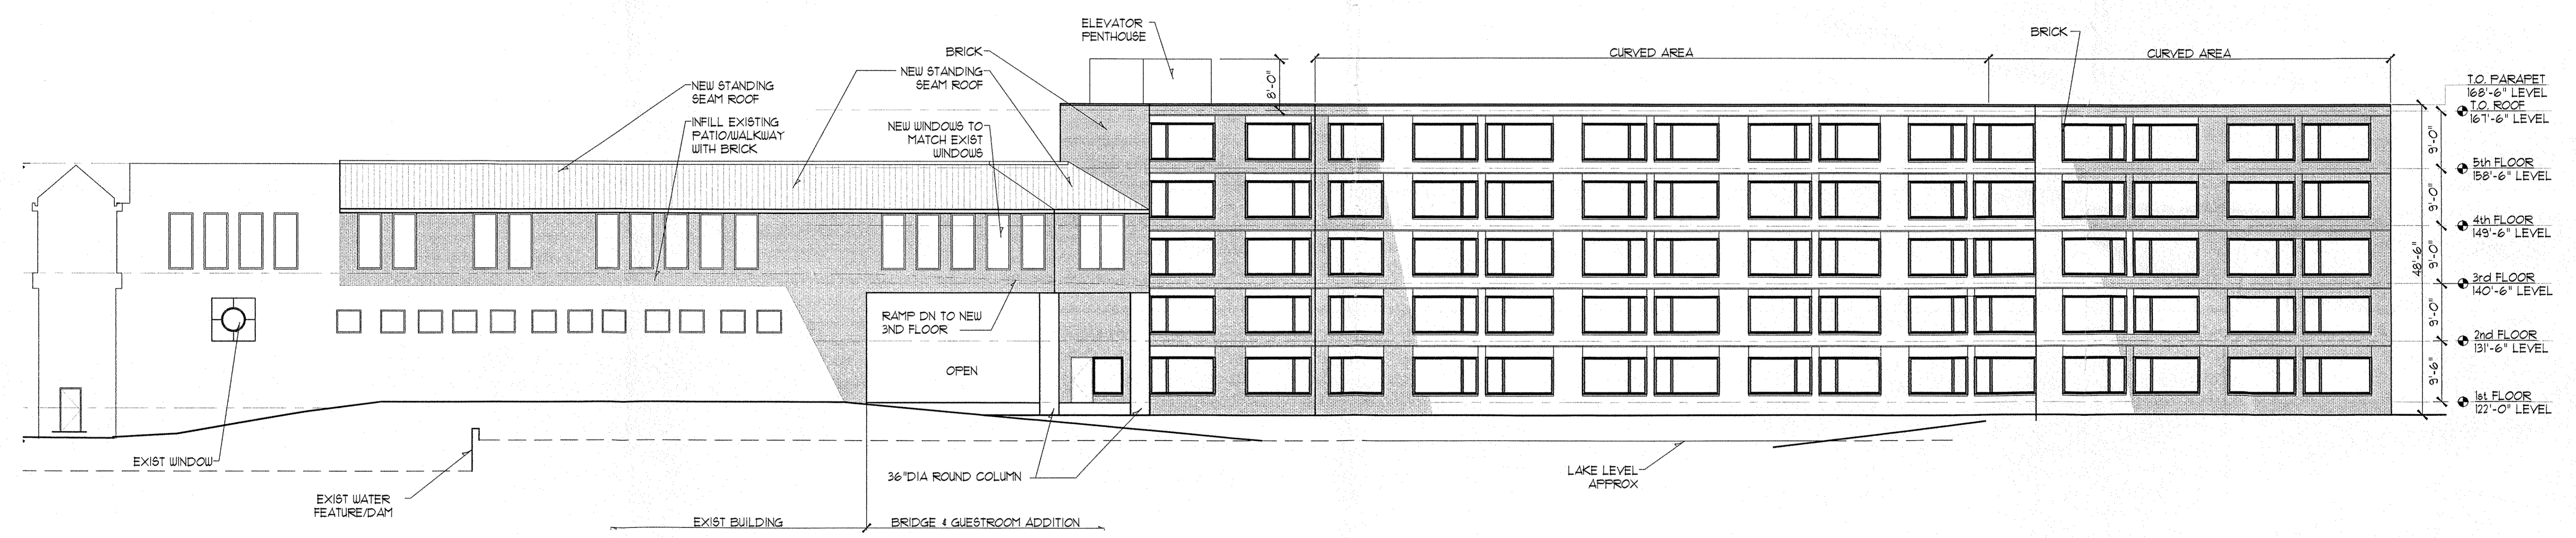 ELEVATOR
PENTHOUSE
BRICK
NEW STANDING
SEAM ROOF
NEW STANDING
SEAM ROOF
INFILL EXISTING
PATIO/WALKWAY
WITH BRICK
NEW WINDOWS TO
MATCH EXIST
WINDOWS
8'-0"
CURVED AREA
BRICK
CURVED AREA
T.O. PARAPET
168'-6" LEVEL
T.O. ROOF
167'-6" LEVEL
9'-0"
5th FLOOR
158'-6" LEVEL
9'-0"
4th FLOOR
149'-6" LEVEL
48'-6"
9'-0"
3rd FLOOR
140'-6" LEVEL
9'-0"
2nd FLOOR
131'-6" LEVEL
9'-6"
1st FLOOR
122'-0" LEVEL
RAMP DN TO NEW
3ND FLOOR
OPEN
EXIST WINDOW
36"DIA ROUND COLUMN
LAKE LEVEL
APPROX
EXIST WATER
FEATURE/DAM
EXIST BUILDING
BRIDGE & GUESTROOM ADDITION